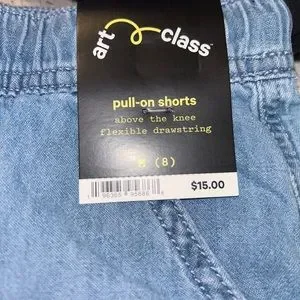 art class
pull-on shorts
above the knee
flexible drawstring
(8)
$15.00